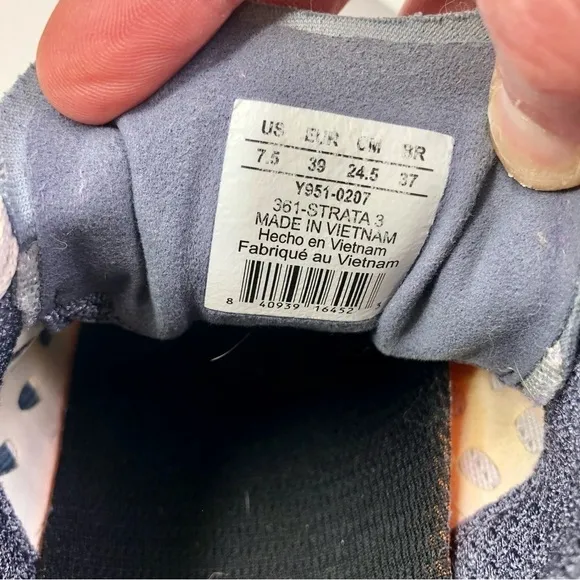 US EUR CM BR
7.5 39 24.5 37
Y951-0207
361-STRATA 3
MADE IN VIETNAM
Hecho en Vietnam
Fabriqué au Vietnam
8 40939 16452